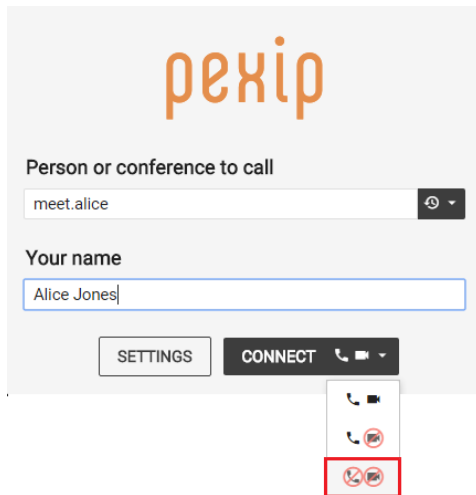 pexip
Person or conference to call
meet.alice
Your name
Alice Jones
SETTINGS
CONNECT